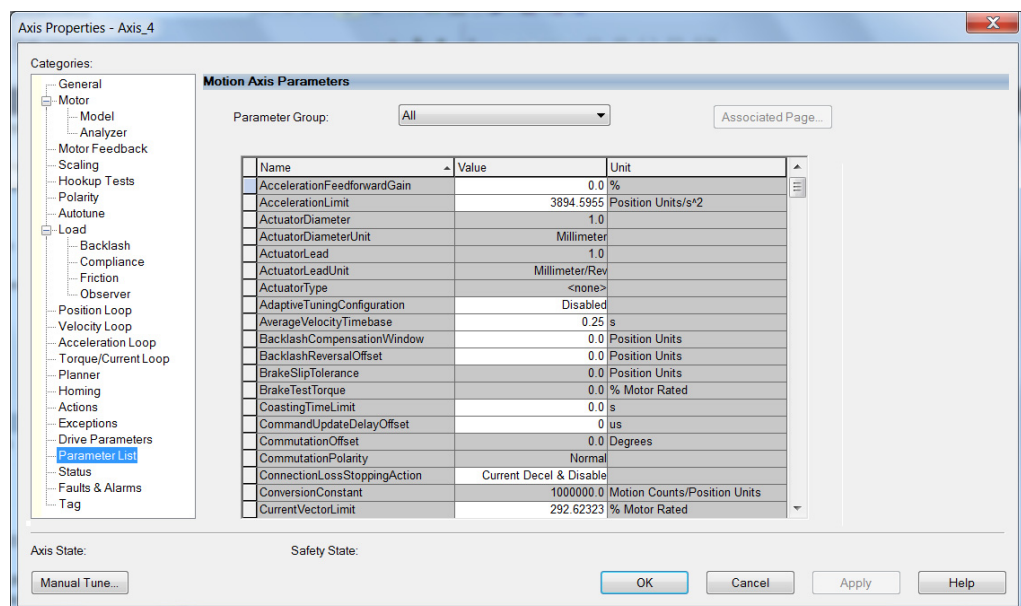 Axis Properties - Axis_4
X
Categories:
General
Motor
Model
Analyzer
Motor Feedback
Scaling
Hookup Tests
Polarity
Autotune
Load
Backlash
Compliance
Friction
Observer
Position Loop
Velocity Loop
Acceleration Loop
Torque/Current Loop
Planner
Homing
Actions
Exceptions
Drive Parameters
Parameter List
Status
Faults & Alarms
Tag
Motion Axis Parameters
Parameter Group: All Associated Page...
Name Value Unit
AccelerationFeedforwardGain 0.0 %
AccelerationLimit 3894.5955 Position Units/s^2
ActuatorDiameter 1.0
ActuatorDiameterUnit Millimeter
ActuatorLead 1.0
ActuatorLeadUnit Millimeter/Rev
ActuatorType <none>
AdaptiveTuningConfiguration Disabled
AverageVelocityTimebase 0.25 s
BacklashCompensationWindow 0.0 Position Units
BacklashReversalOffset 0.0 Position Units
BrakeSlipTolerance 0.0 Position Units
BrakeTestTorque 0.0 % Motor Rated
CoastingTimeLimit 0.0 s
CommandUpdateDelayOffset 0 us
CommutationOffset 0.0 Degrees
CommutationPolarity Normal
ConnectionLossStoppingAction Current Decel & Disable
ConversionConstant 1000000.0 Motion Counts/Position Units
CurrentVectorLimit 292.62323 % Motor Rated
Axis State: Safety State:
Manual Tune... OK Cancel Apply Help